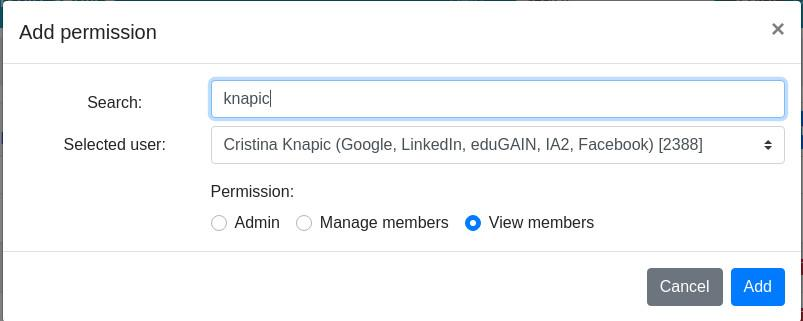 Add permission
×
Search:
knapic
Selected user:
Cristina Knapic (Google, LinkedIn, eduGAIN, IA2, Facebook) [2388]
Permission:
Admin Manage members View members
Cancel Add